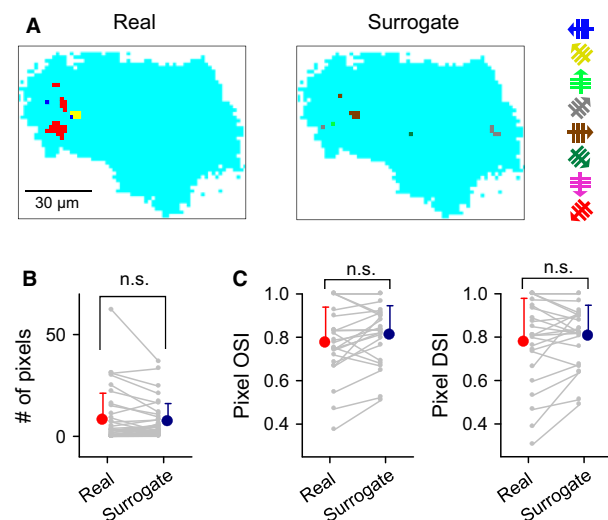 A
Real
Surrogate
30 μm
B
n.s.
# of pixels
50
0
Real
Surrogate
C
n.s.
Pixel OSI
1.0
0.8
0.6
0.4
Real
Surrogate
n.s.
Pixel DSI
1.0
0.8
0.6
0.4
Real
Surrogate